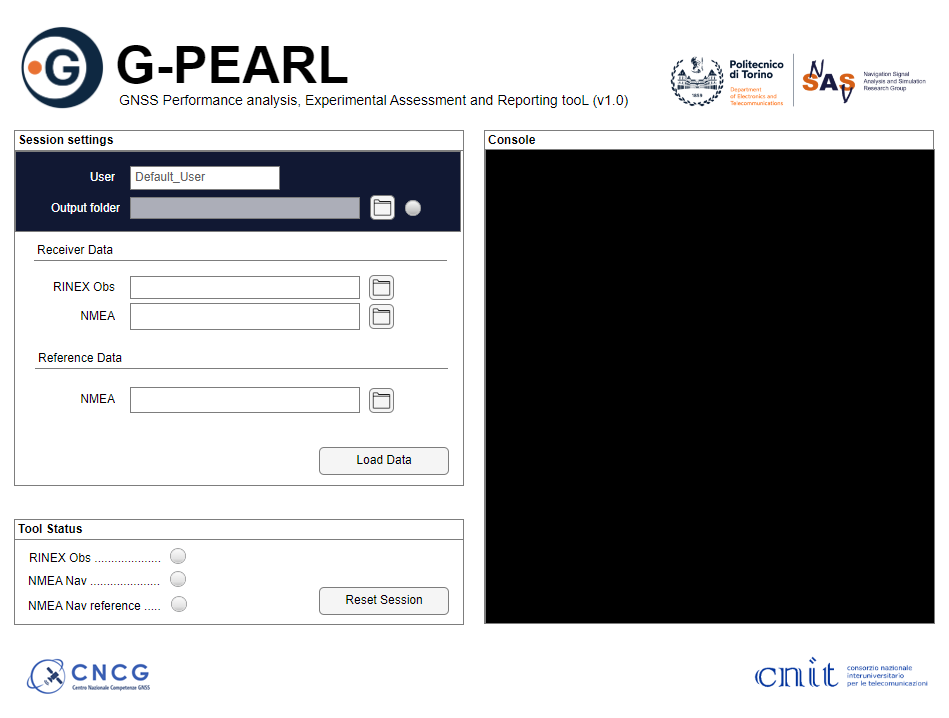 G
G-PEARL
GNSS Performance analysis, Experimental Assessment and Reporting tooL (v1.0)
1859
Politecnico
di Torino
Department
of Electronics and
Telecommunications
NAVSAS
Navigation Signal
Analysis and Simulation
Research Group
Session settings
User
Default_User
Output folder
Receiver Data
RINEX Obs
NMEA
Reference Data
NMEA
Load Data
Console
Tool Status
RINEX Obs ....................
NMEA Nav .....................
NMEA Nav reference .....
Reset Session
CNCG
Centro Nazionale Competenze GNSS
cnit
consorzio nazionale
interuniversitario
per le telecomunicazioni